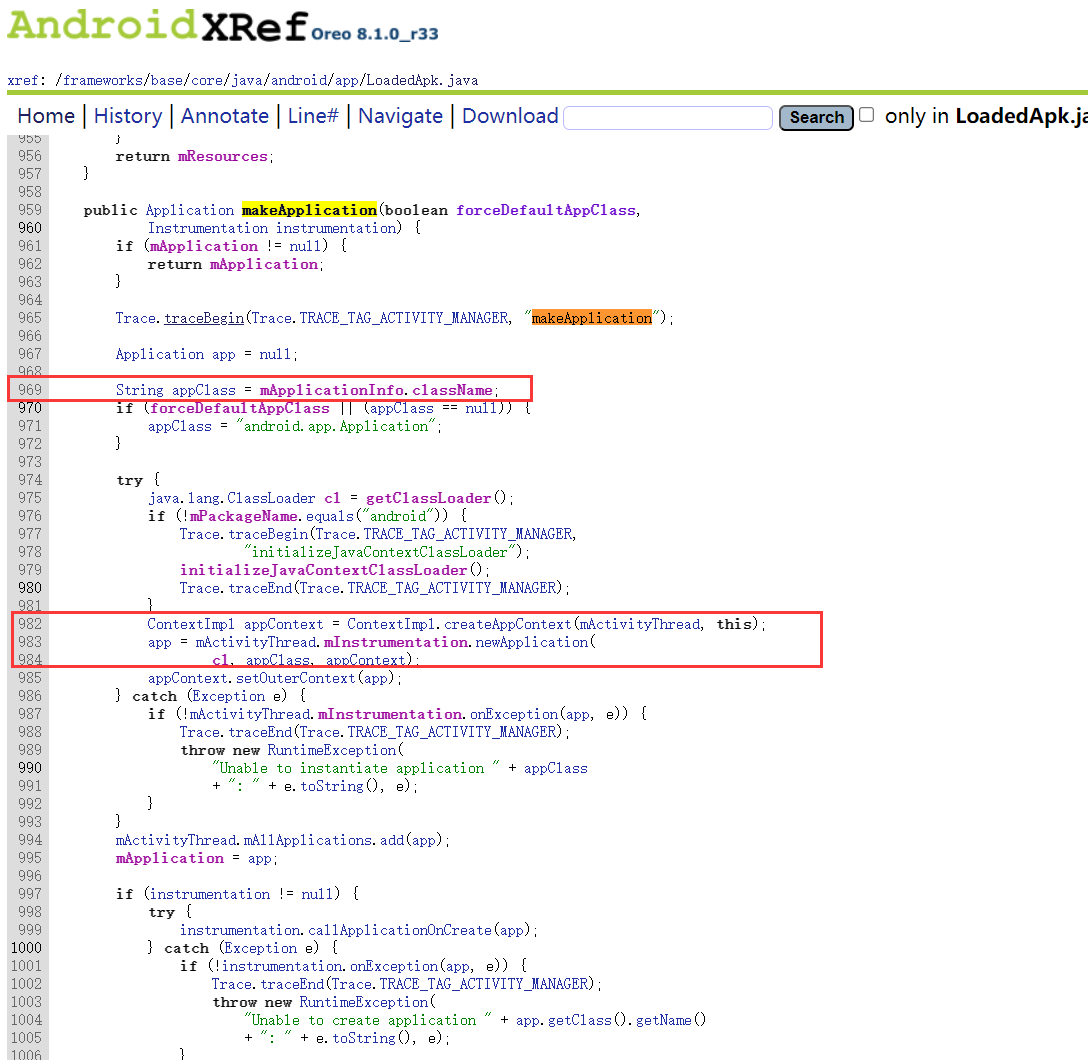 AndroidXRef Oreo 8.1.0_r33
xref: /frameworks/base/core/java/android/app/LoadedApk.java
Home | History | Annotate | Line# | Navigate | Download Search only in LoadedApk.ja
955 }
956 return mResources;
957 }
958
959 public Application makeApplication(boolean forceDefaultAppClass,
960 Instrumentation instrumentation) {
961 if (mApplication != null) {
962 return mApplication;
963 }
964
965 Trace.traceBegin(Trace.TRACE_TAG_ACTIVITY_MANAGER, "makeApplication");
966
967 Application app = null;
968
969 String appClass = mApplicationInfo.className;
970 if (forceDefaultAppClass || (appClass == null)) {
971 appClass = "android.app.Application";
972 }
973
974 try {
975 java.lang.ClassLoader cl = getClassLoader();
976 if (!mPackageName.equals("android")) {
977 Trace.traceBegin(Trace.TRACE_TAG_ACTIVITY_MANAGER,
978 "initializeJavaContextClassLoader");
979 initializeJavaContextClassLoader();
980 Trace.traceEnd(Trace.TRACE_TAG_ACTIVITY_MANAGER);
981 }
982 ContextImpl appContext = ContextImpl.createAppContext(mActivityThread, this);
983 app = mActivityThread.mInstrumentation.newApplication(
984 cl, appClass, appContext);
985 appContext.setOuterContext(app);
986 } catch (Exception e) {
987 if (!mActivityThread.mInstrumentation.onException(app, e)) {
988 Trace.traceEnd(Trace.TRACE_TAG_ACTIVITY_MANAGER);
989 throw new RuntimeException(
990 "Unable to instantiate application " + appClass
991 + ": " + e.toString(), e);
992 }
993 }
994 mActivityThread.mAllApplications.add(app);
995 mApplication = app;
996
997 if (instrumentation != null) {
998 try {
999 instrumentation.callApplicationOnCreate(app);
1000 } catch (Exception e) {
1001 if (!instrumentation.onException(app, e)) {
1002 Trace.traceEnd(Trace.TRACE_TAG_ACTIVITY_MANAGER);
1003 throw new RuntimeException(
1004 "Unable to create application " + app.getClass().getName()
1005 + ": " + e.toString(), e);
1006 }